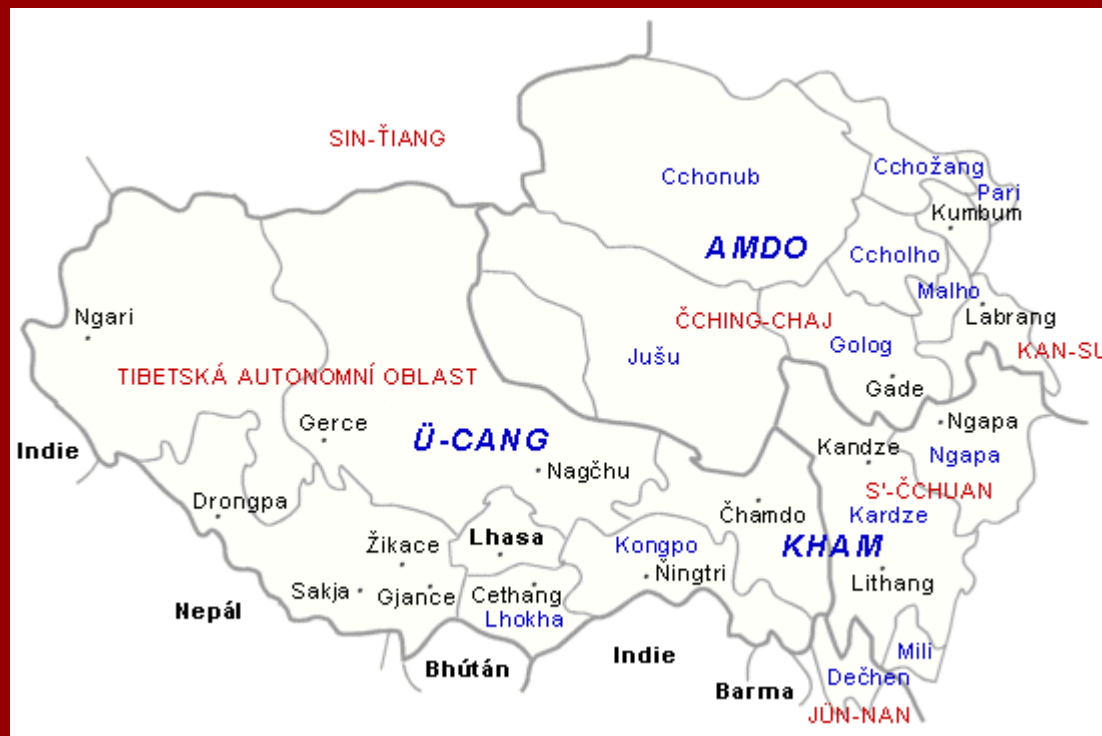 SIN-ŤIANG
Cchonub
Cchožang
Pari
Kumbum
AMDO
Ccholho
Malho
Labrang
Ngari
ČCHING-CHAJ
Jušu
Golog
KAN-SU
TIBETSKÁ AUTONOMNÍ OBLAST
Gade
Gerce
Ü-CANG
Ngapa
Indie
Kandze
Ngapa
Nagčhu
S'-ČCHUAN
Drongpa
Čhamdo
Kardze
Žikace
Lhasa
Kongpo
KHAM
Ňingtri
Lithang
Sakja
Gjance
Cethang
Nepál
Lhokha
Bhútán
Indie
Mili
Dečhen
Barma
JÜN-NAN